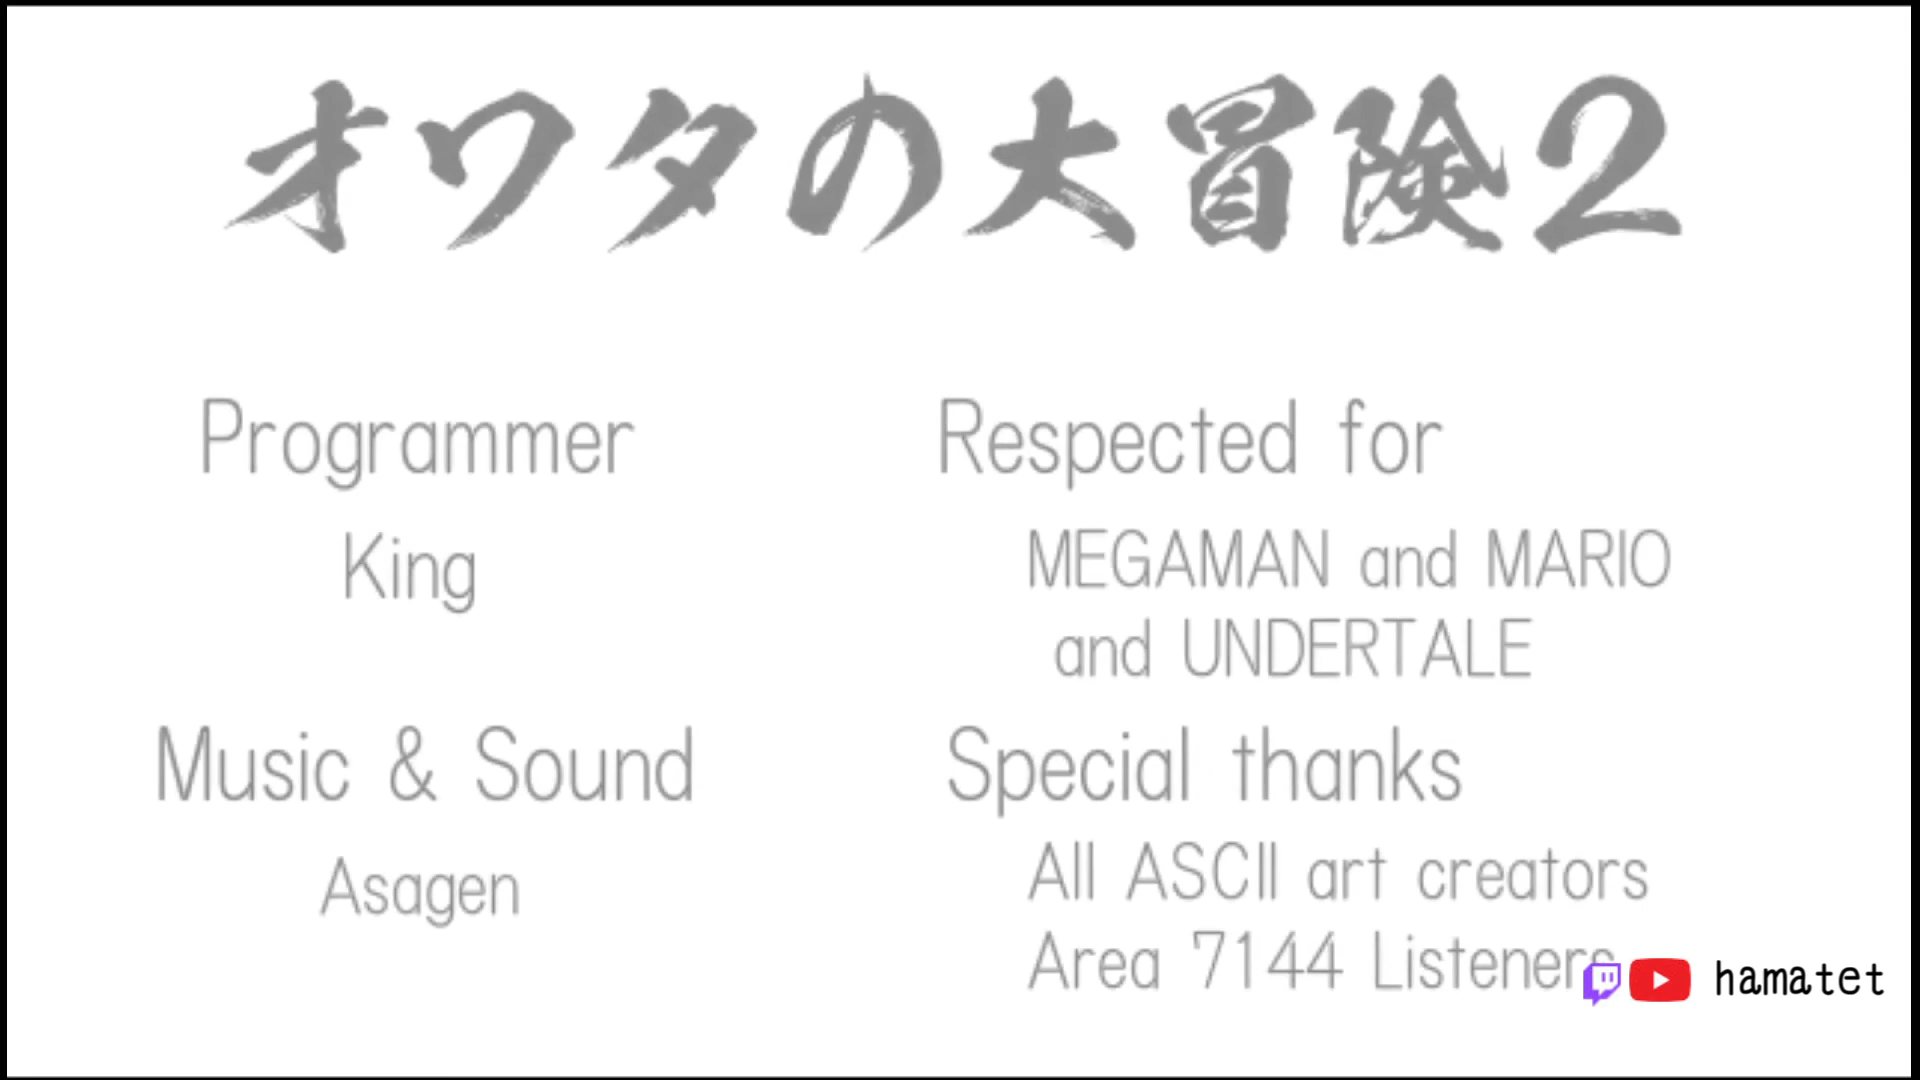 オワタの大冒険2
Programmer
King
Music & Sound
Asagen
Respected for
MEGAMAN and MARIO
and UNDERTALE
Special thanks
All ASCII art creators
Area 7144 Listeners
hamatet